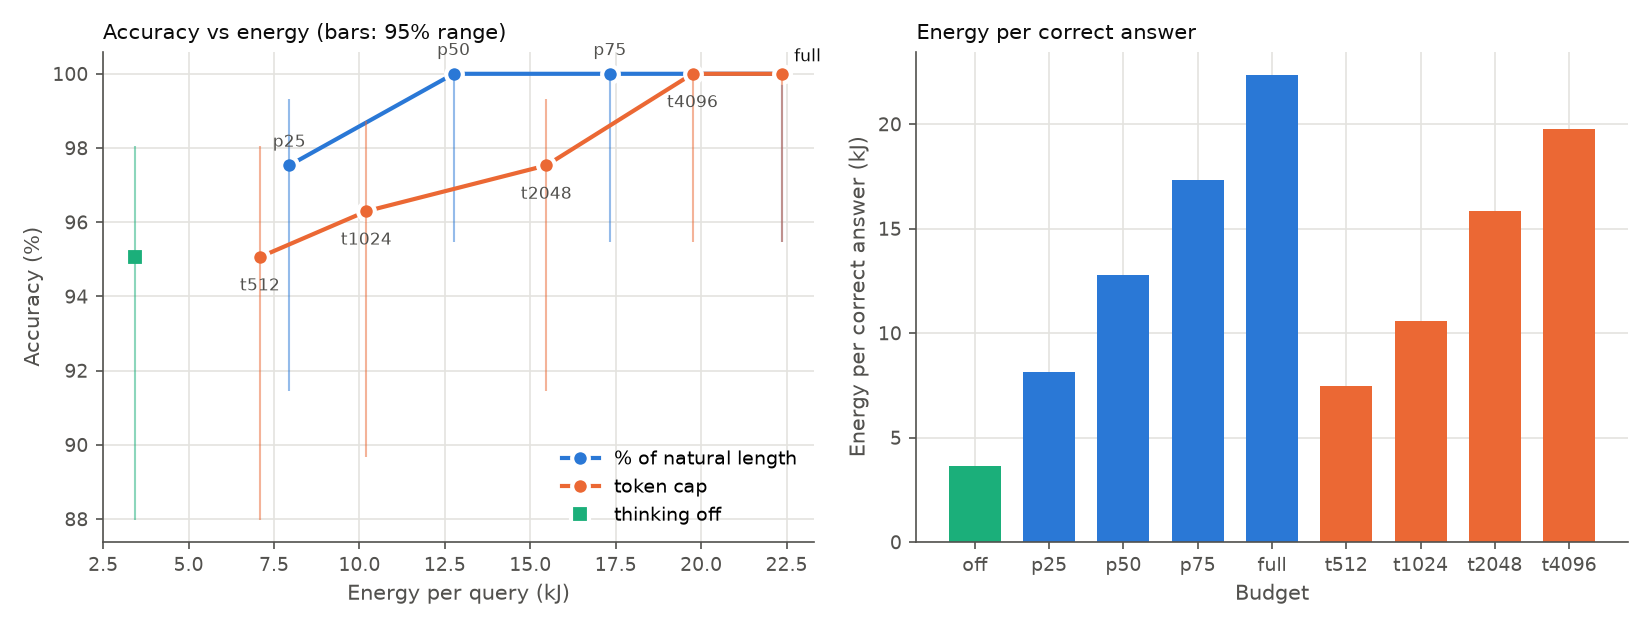 Accuracy vs energy (bars: 95% range)
p50
p75
full
100
98
96
94
92
90
88
p25
t4096
t2048
t1024
t512
Accuracy (%)
% of natural length
token cap
thinking off
2.5 5.0 7.5 10.0 12.5 15.0 17.5 20.0 22.5
Energy per query (kJ)
Energy per correct answer
20
15
10
5
0
Energy per correct answer (kJ)
off p25 p50 p75 full t512 t1024 t2048 t4096
Budget